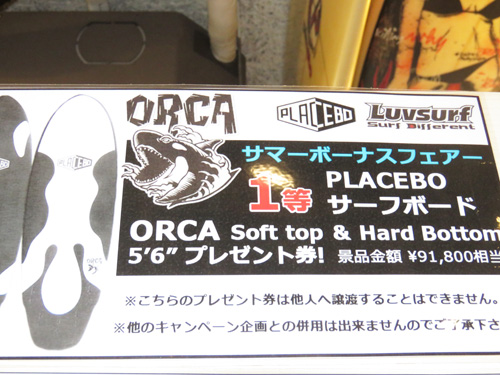 ORCA
PLACEBO
LUVSURF
Surf Different
サマーボーナスフェアー
1等
PLACEBO
サーフボード
ORCA Soft top & Hard Bottom
5’6” プレゼント券! 景品金額 ¥91,800相当
※こちらのプレゼント券は他人へ譲渡することはできません。
※他のキャンペーン企画との併用は出来ませんのでご了承下さ
PLACEBO